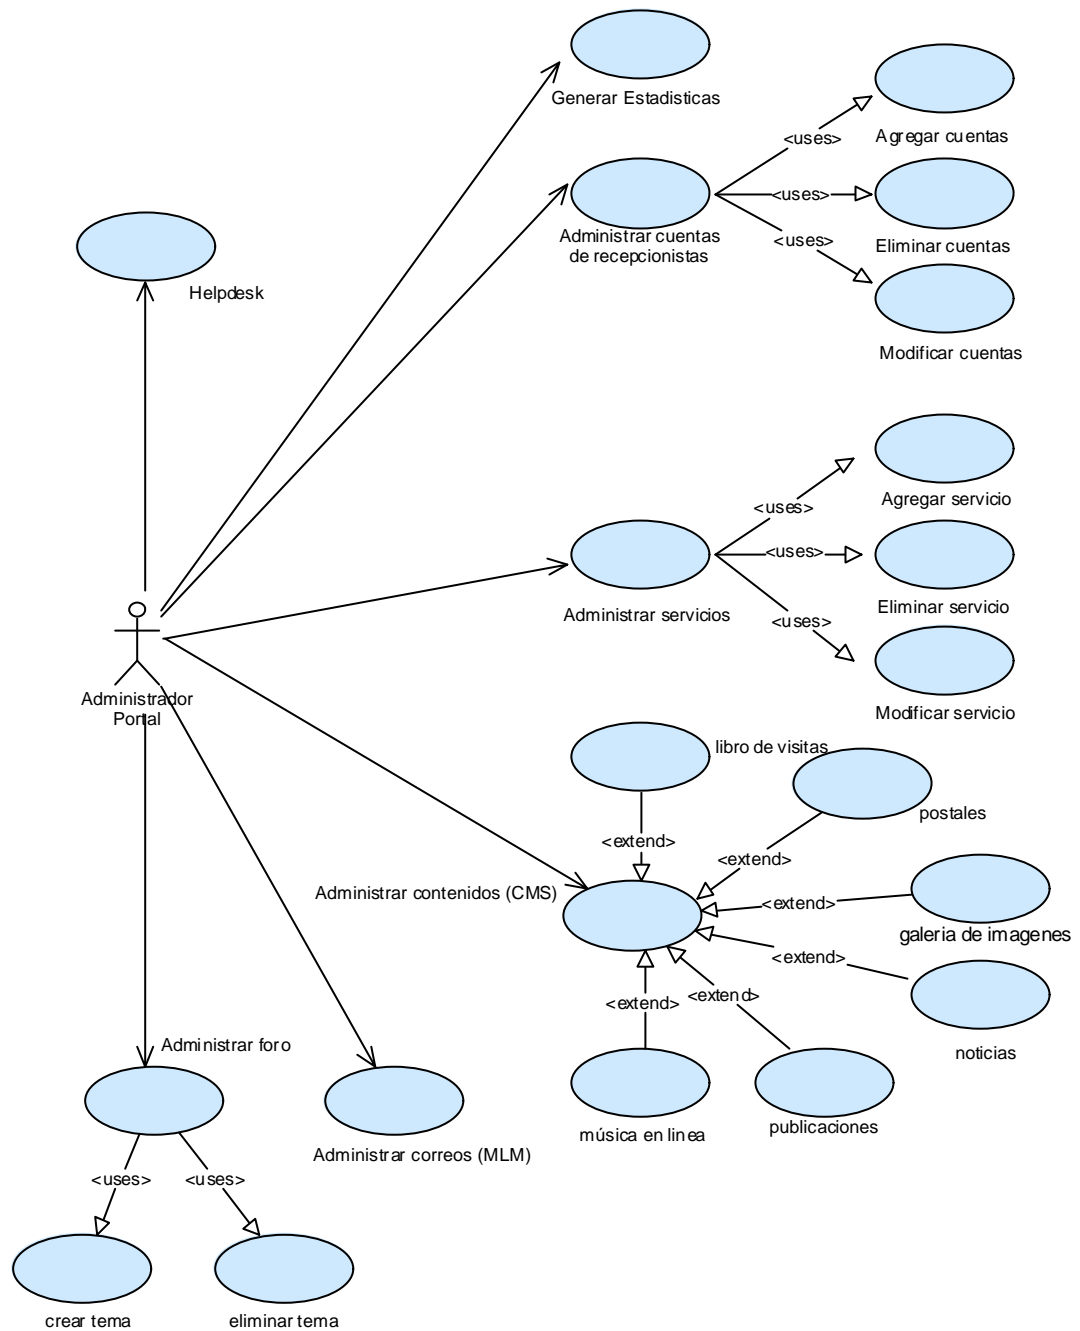 Generar Estadisticas
<uses>
Agregar cuentas
<uses>
Administrar cuentas
de recepcionistas
<uses>
Eliminar cuentas
Helpdesk
Modificar cuentas
<uses>
Agregar servicio
<uses>
Administrar servicios
Eliminar servicio
<uses>
Administrador
Portal
Modificar servicio
libro de visitas
postales
<extend>
<extend>
Administrar contenidos (CMS)
<extend>
galeria de imagenes
<extend>
<extend>
<extend>
noticias
Administrar foro
música en linea
publicaciones
Administrar correos (MLM)
<uses>
<uses>
crear tema
eliminar tema